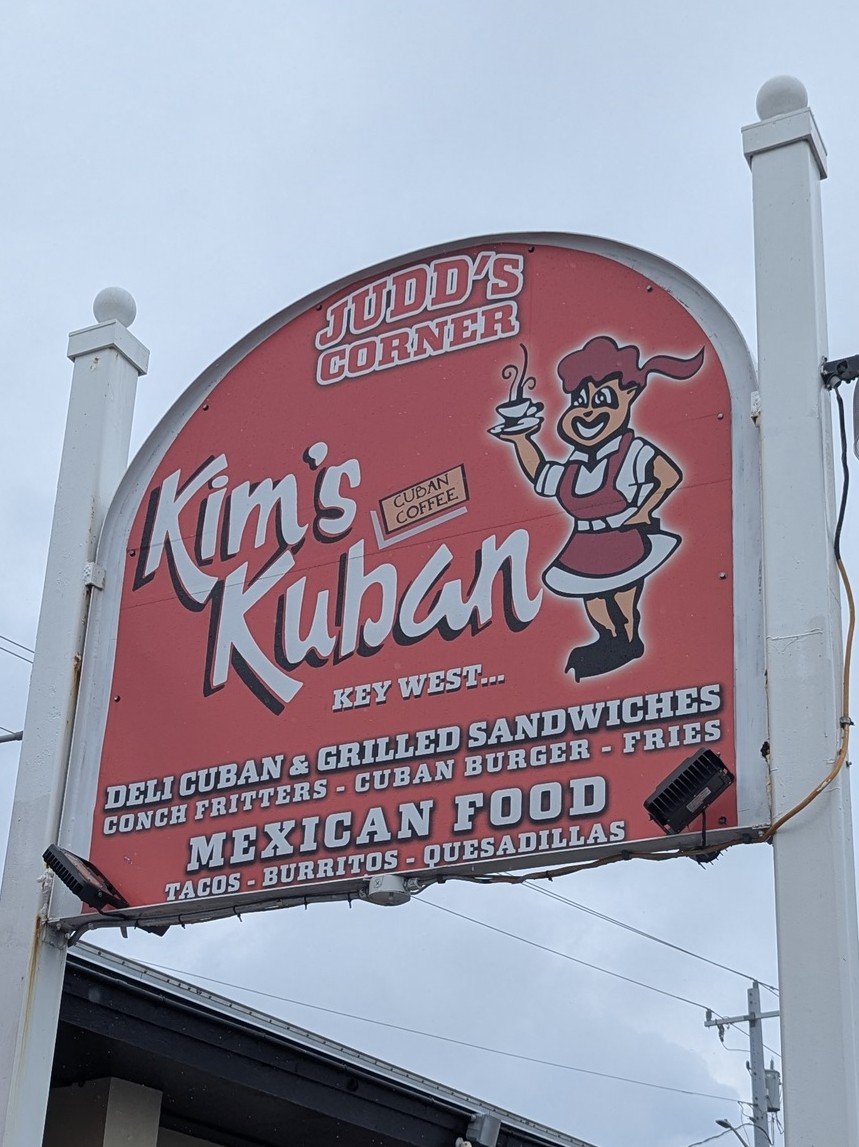 JUDD'S
CORNER
Kim's
CUBAN
COFFEE
Kuban
KEY WEST...
DELI CUBAN & GRILLED SANDWICHES
CONCH FRITTERS - CUBAN BURGER - FRIES
MEXICAN FOOD
TACOS - BURRITOS - QUESADILLAS